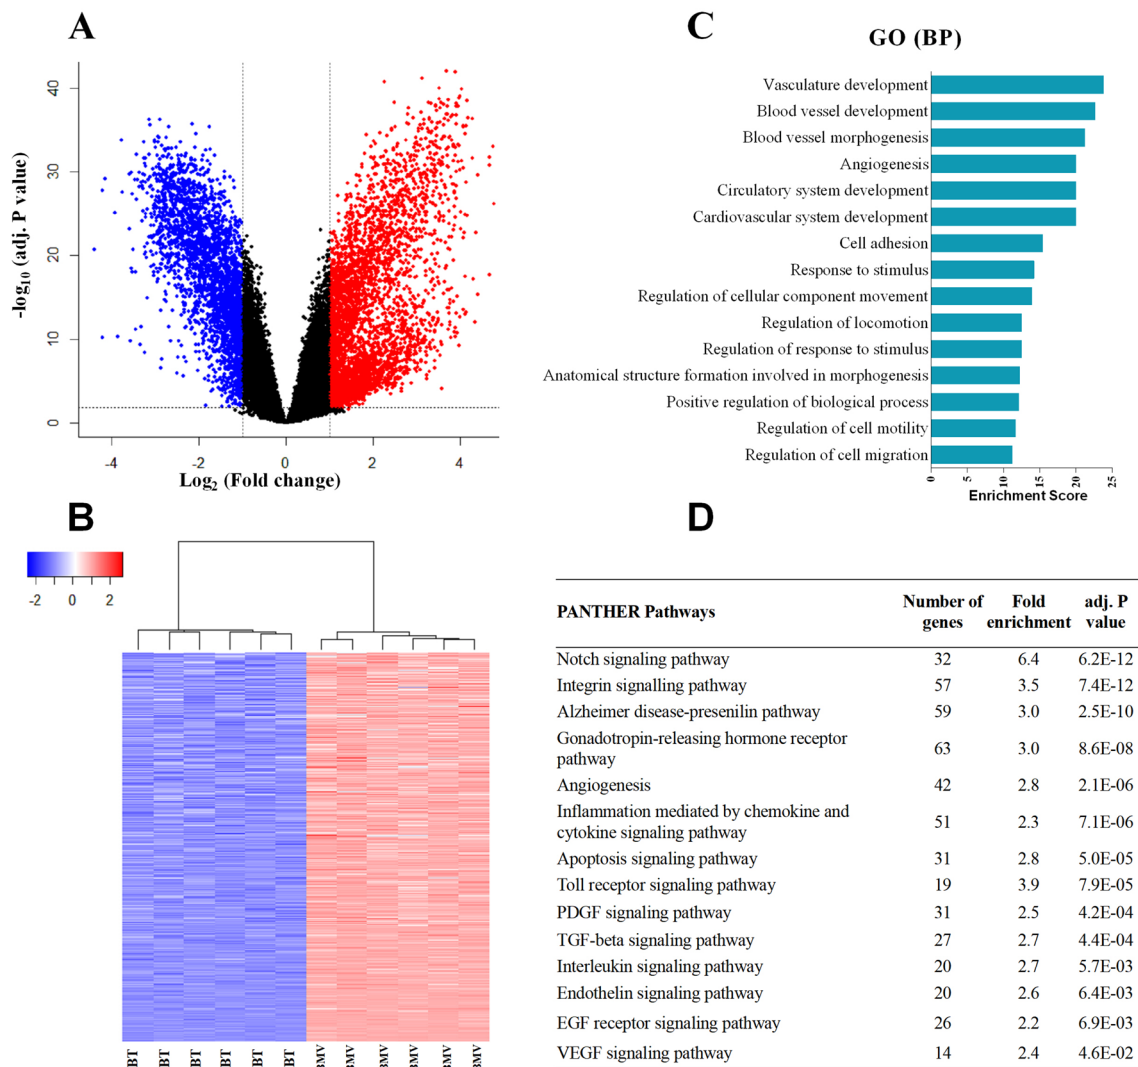 A
-log10 (adj. P value)
40
30
20
10
0
-4
-2
0
2
4
Log2 (Fold change)
C
GO (BP)
Vasculature development
Blood vessel development
Blood vessel morphogenesis
Angiogenesis
Circulatory system development
Cardiovascular system development
Cell adhesion
Response to stimulus
Regulation of cellular component movement
Regulation of locomotion
Regulation of response to stimulus
Anatomical structure formation involved in morphogenesis
Positive regulation of biological process
Regulation of cell motility
Regulation of cell migration
0
5
10
15
20
25
Enrichment Score
B
-2
0
2
BT
BT
BT
BT
BT
BT
BMV
BMV
BMV
BMV
BMV
BMV
D
PANTHER Pathways Number of genes Fold enrichment adj. P value
Notch signaling pathway 32 6.4 6.2E-12
Integrin signalling pathway 57 3.5 7.4E-12
Alzheimer disease-presenilin pathway 59 3.0 2.5E-10
Gonadotropin-releasing hormone receptor
pathway 63 3.0 8.6E-08
Angiogenesis 42 2.8 2.1E-06
Inflammation mediated by chemokine and
cytokine signaling pathway 51 2.3 7.1E-06
Apoptosis signaling pathway 31 2.8 5.0E-05
Toll receptor signaling pathway 19 3.9 7.9E-05
PDGF signaling pathway 31 2.5 4.2E-04
TGF-beta signaling pathway 27 2.7 4.4E-04
Interleukin signaling pathway 20 2.7 5.7E-03
Endothelin signaling pathway 20 2.6 6.4E-03
EGF receptor signaling pathway 26 2.2 6.9E-03
VEGF signaling pathway 14 2.4 4.6E-02